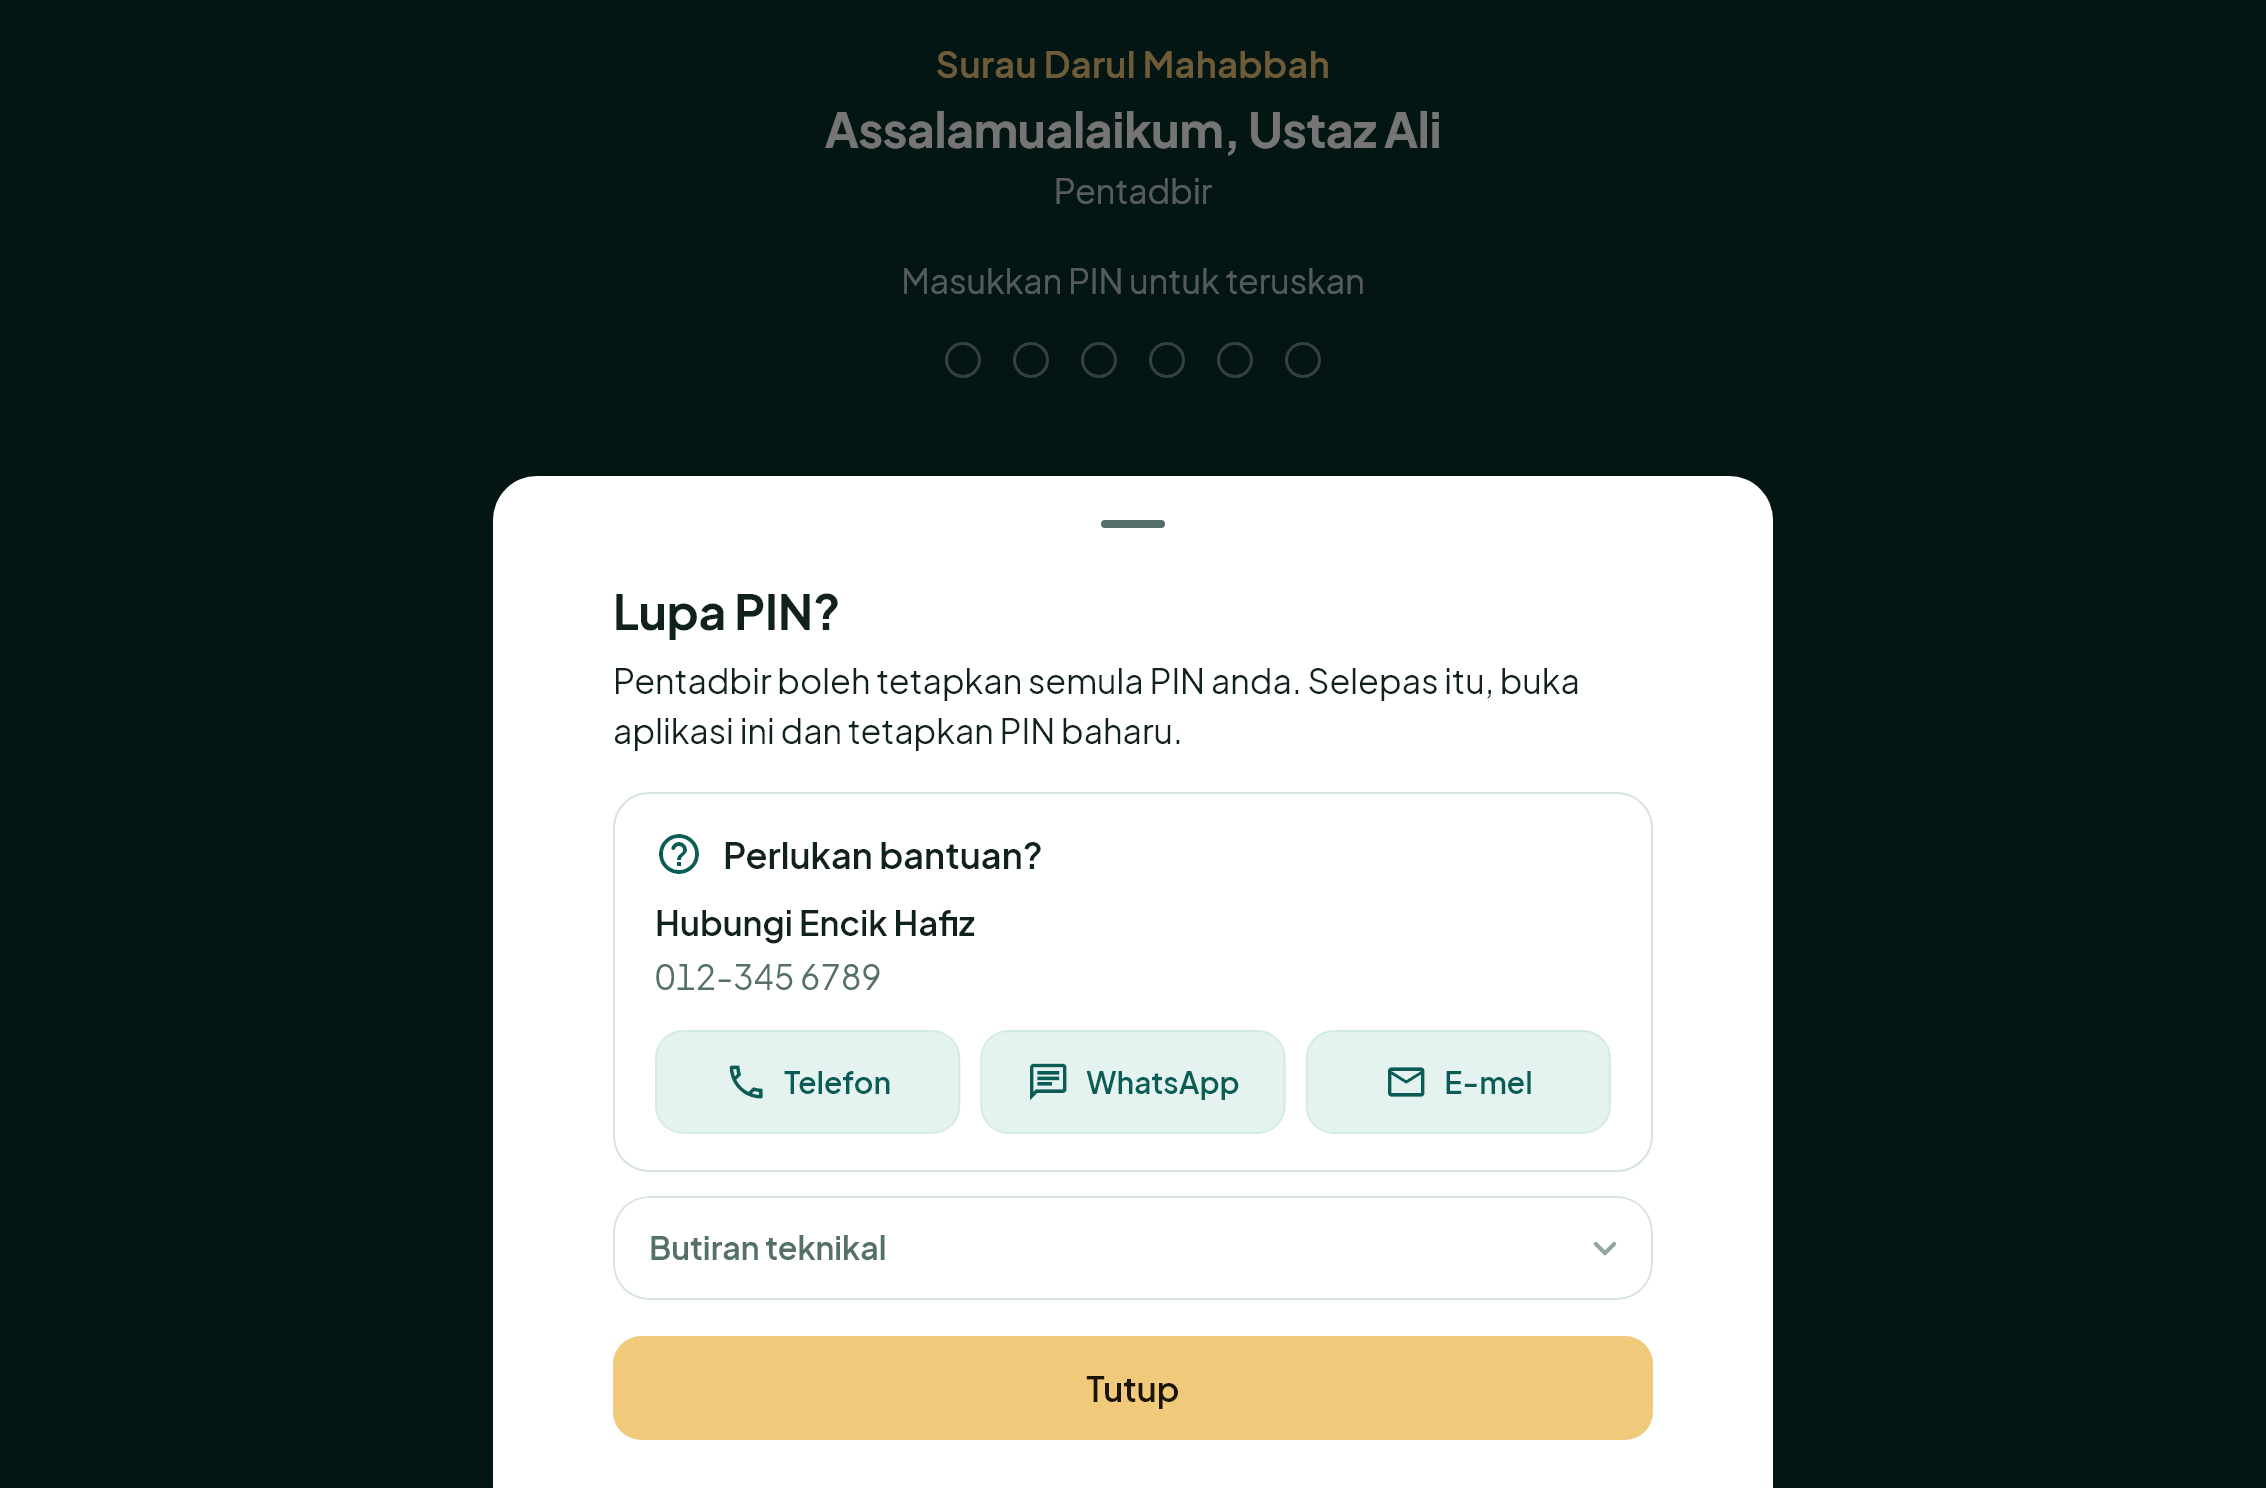 Surau Darul Mahabbah
Assalamualaikum, Ustaz Ali
Pentadbir
Masukkan PIN untuk teruskan
Lupa PIN?
Pentadbir boleh tetapkan semula PIN anda. Selepas itu, buka
aplikasi ini dan tetapkan PIN baharu.
Perlukan bantuan?
Hubungi Encik Hafiz
012-345 6789
Telefon
WhatsApp
E-mel
Butiran teknikal
Tutup